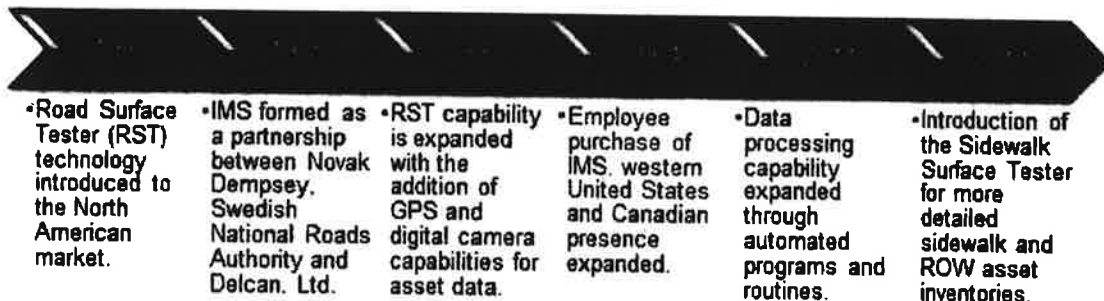 •Road Surface
Tester (RST)
technology
introduced to
the North
American
market.
•IMS formed as
a partnership
between Novak
Dempsey,
Swedish
National Roads
Authority and
Delcan, Ltd.
•RST capability
is expanded
with the
addition of
GPS and
digital camera
capabilities for
asset data.
•Employee
purchase of
IMS, western
United States
and Canadian
presence
expanded.
•Data
processing
capability
expanded
through
automated
programs and
routines.
•Introduction of
the Sidewalk
Surface Tester
for more
detailed
sidewalk and
ROW asset
inventories.